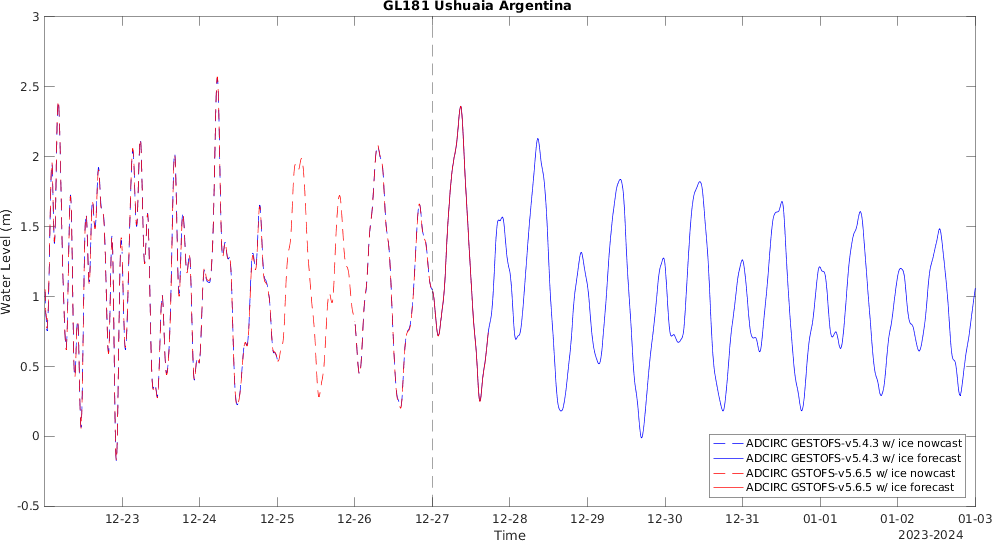 GL181 Ushuaia Argentina
3
2.5
2
1.5
1
0.5
0
-0.5
Water Level (m)
ADCIRC GESTOFS-v5.4.3 w/ ice nowcast
ADCIRC GESTOFS-v5.4.3 w/ ice forecast
ADCIRC GSTOFS-v5.6.5 w/ ice nowcast
ADCIRC GSTOFS-v5.6.5 w/ ice forecast
12-23 12-24 12-25 12-26 12-27 12-28 12-29 12-30 12-31 01-01 01-02 01-03
Time
2023-2024